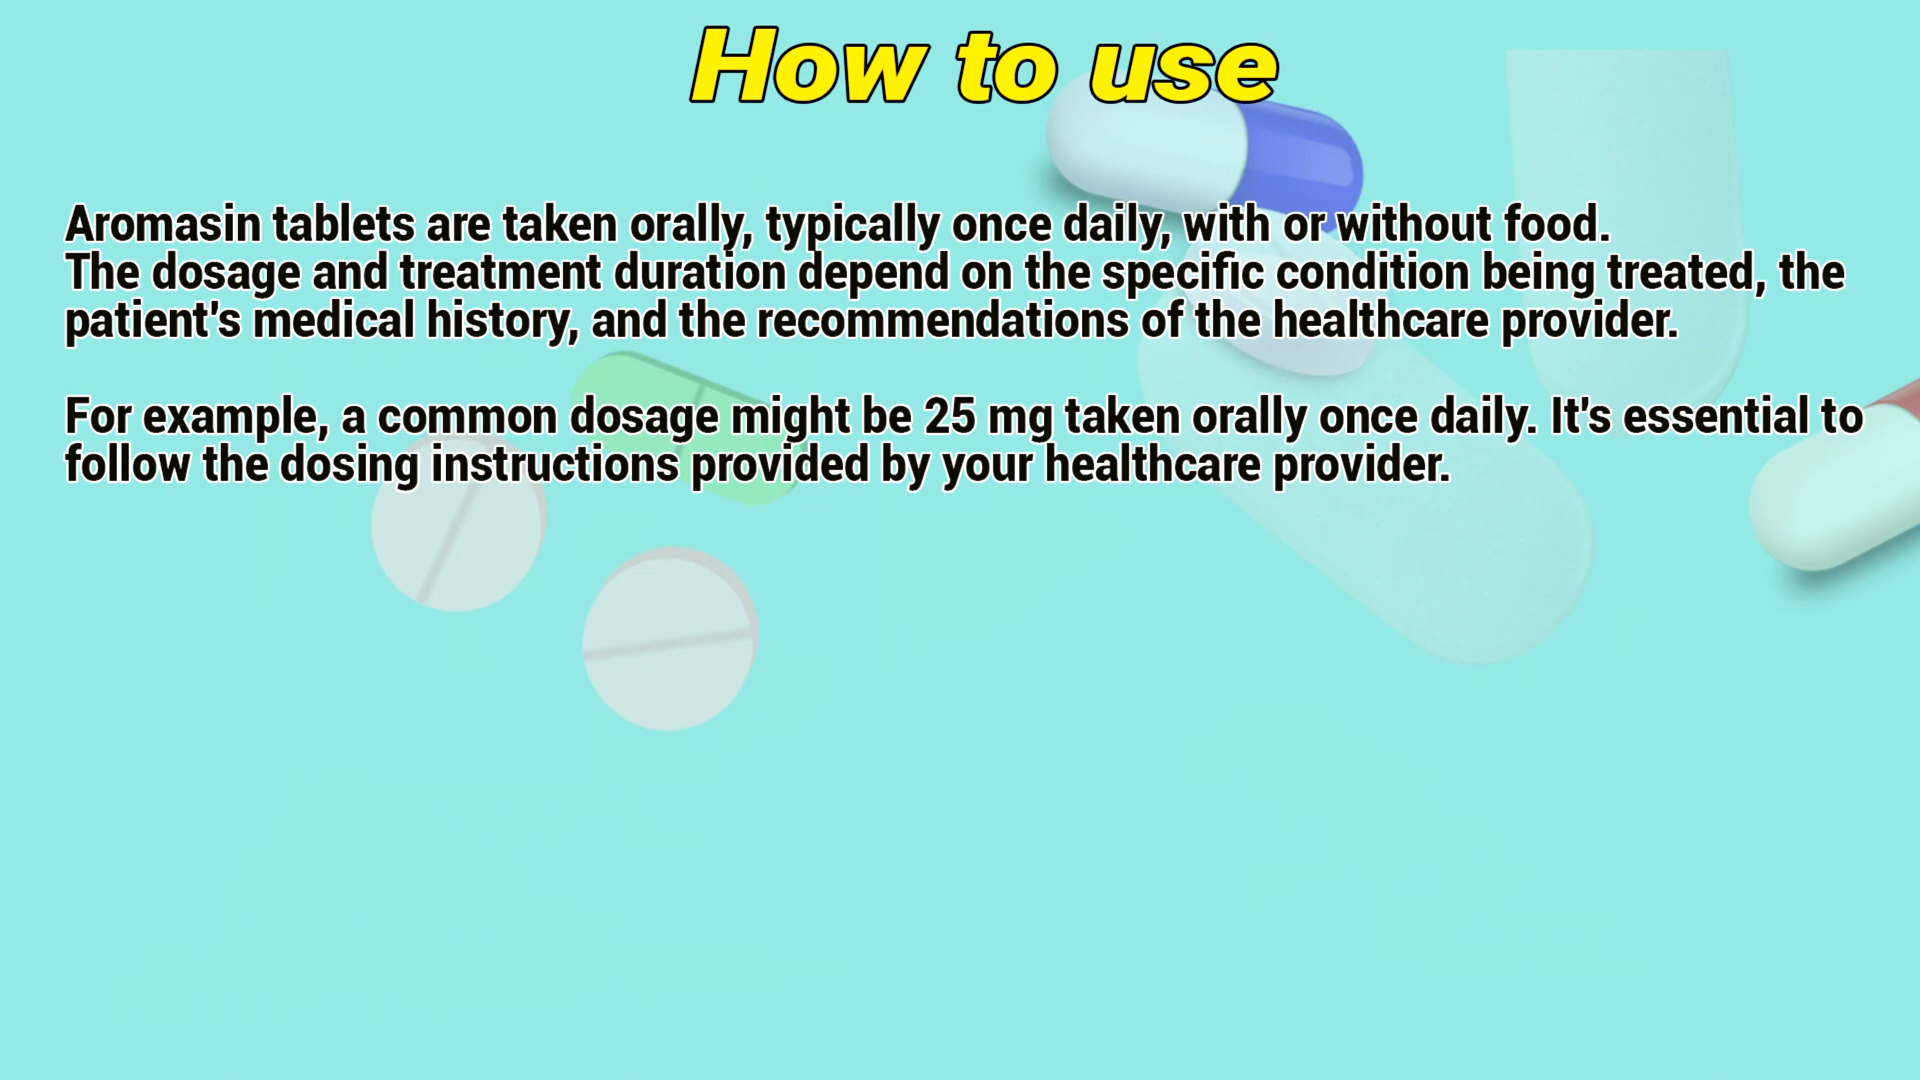 How to use
Aromasin tablets are taken orally, typically once daily, with or without food.
The dosage and treatment duration depend on the specific condition being treated, the
patient's medical history, and the recommendations of the healthcare provider.
For example, a common dosage might be 25 mg taken orally once daily. It's essential to
follow the dosing instructions provided by your healthcare provider.